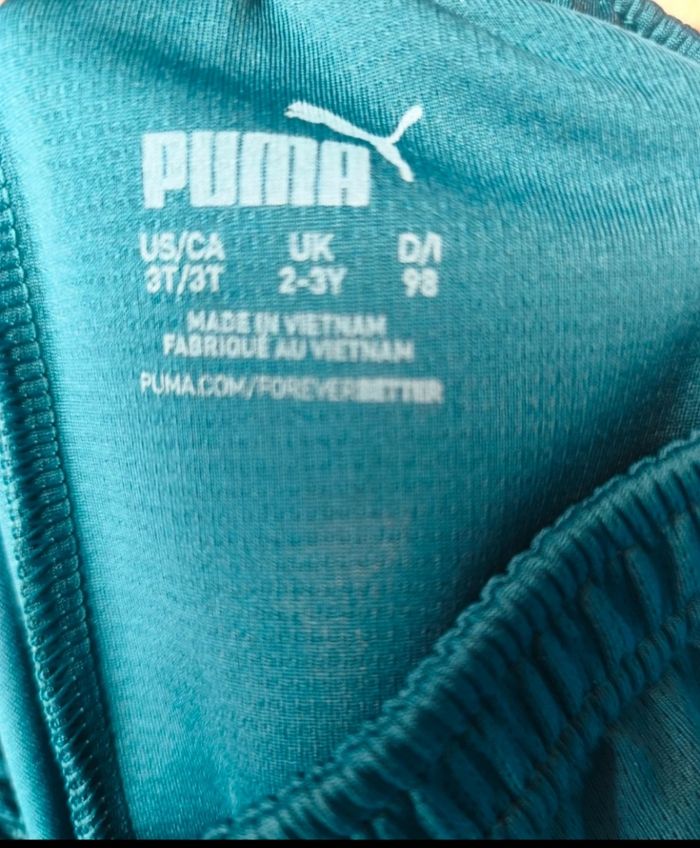 PUMA
US/CA UK D/I
3T/3T 2-3Y 98
MADE IN VIETNAM
FABRIQUÉ AU VIETNAM
PUMA.COM/FOREVERBETTER